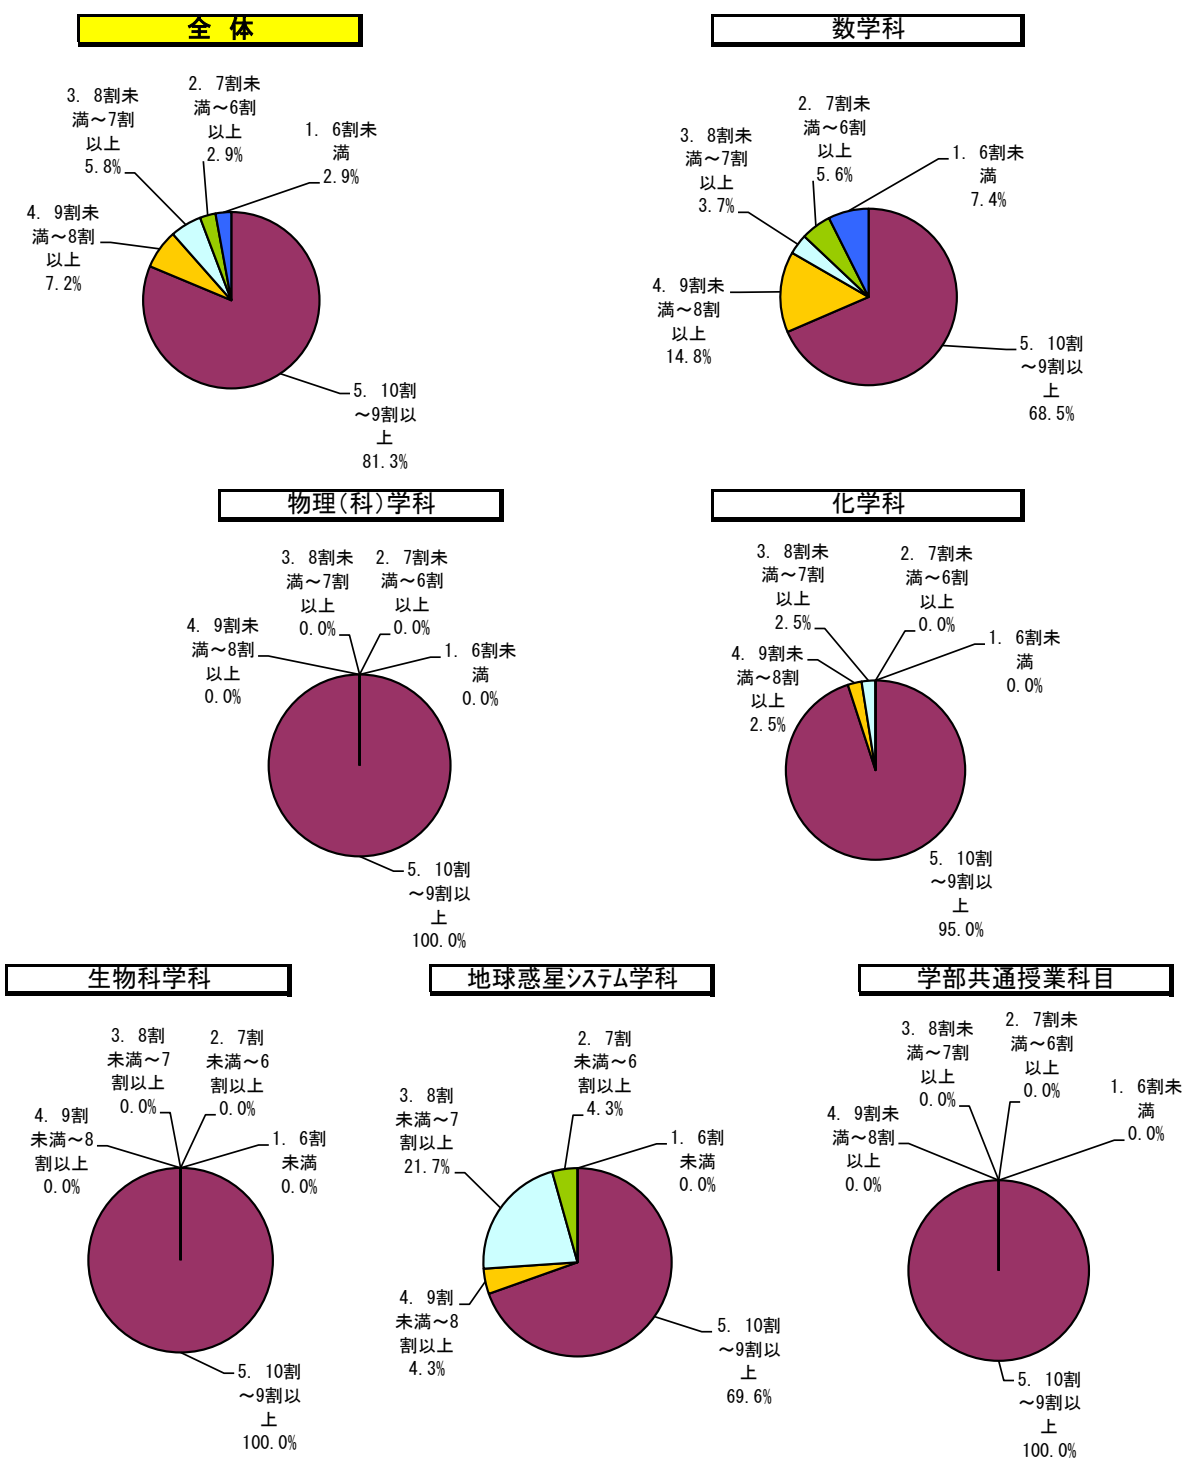 全　体
3. 8割未
満～7割
以上
5.8%
2. 7割未
満～6割
以上
2.9%
1. 6割未
満
2.9%
4. 9割未
満～8割
以上
7.2%
5. 10割
～9割以
上
81.3%
数学科
3. 8割未
満～7割
以上
3.7%
2. 7割未
満～6割
以上
5.6%
1. 6割未
満
7.4%
4. 9割未
満～8割
以上
14.8%
5. 10割
～9割以
上
68.5%
物理(科)学科
3. 8割未
満～7割
以上
0.0%
2. 7割未
満～6割
以上
0.0%
4. 9割未
満～8割
以上
0.0%
1. 6割未
満
0.0%
5. 10割
～9割以
上
100.0%
化学科
3. 8割未
満～7割
以上
2.5%
2. 7割未
満～6割
以上
0.0%
4. 9割未
満～8割
以上
2.5%
1. 6割未
満
0.0%
5. 10割
～9割以
上
95.0%
生物科学科
3. 8割
未満～7
割以上
0.0%
2. 7割
未満～6
割以上
0.0%
4. 9割
未満～8
割以上
0.0%
1. 6割
未満
0.0%
5. 10割
～9割以
上
100.0%
地球惑星システム学科
2. 7割
未満～6
割以上
4.3%
3. 8割
未満～7
割以上
21.7%
1. 6割
未満
0.0%
4. 9割
未満～8
割以上
4.3%
5. 10割
～9割以
上
69.6%
学部共通授業科目
3. 8割未
満～7割
以上
0.0%
2. 7割未
満～6割
以上
0.0%
1. 6割未
満
0.0%
4. 9割未
満～8割
以上
0.0%
5. 10割
～9割以
上
100.0%